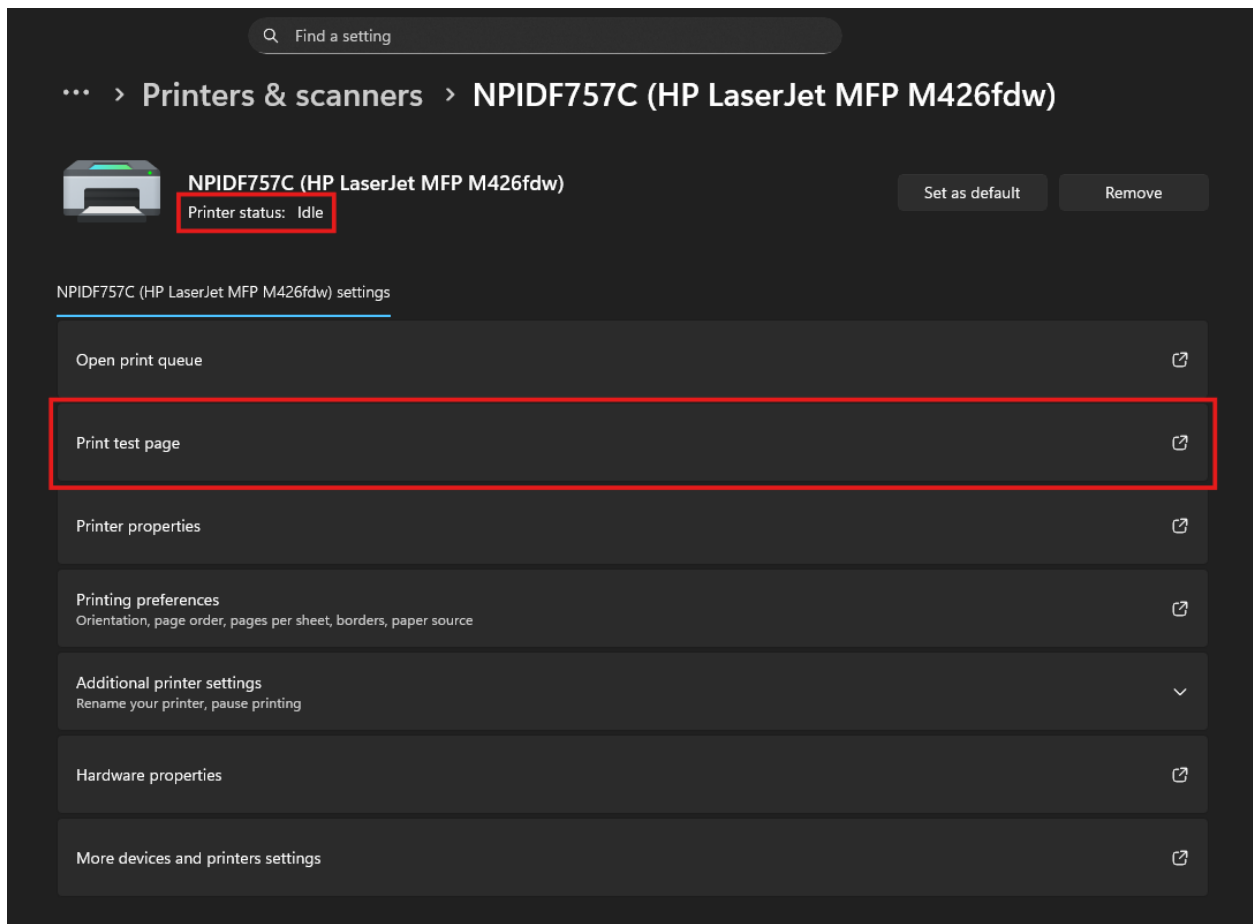 Find a setting
... > Printers & scanners > NPIDF757C (HP LaserJet MFP M426fdw)
NPIDF757C (HP LaserJet MFP M426fdw)
Set as default
Remove
Printer status: Idle
NPIDF757C (HP LaserJet MFP M426fdw) settings
Open print queue
Print test page
Printer properties
Printing preferences
Orientation, page order, pages per sheet, borders, paper source
Additional printer settings
Rename your printer, pause printing
Hardware properties
More devices and printers settings